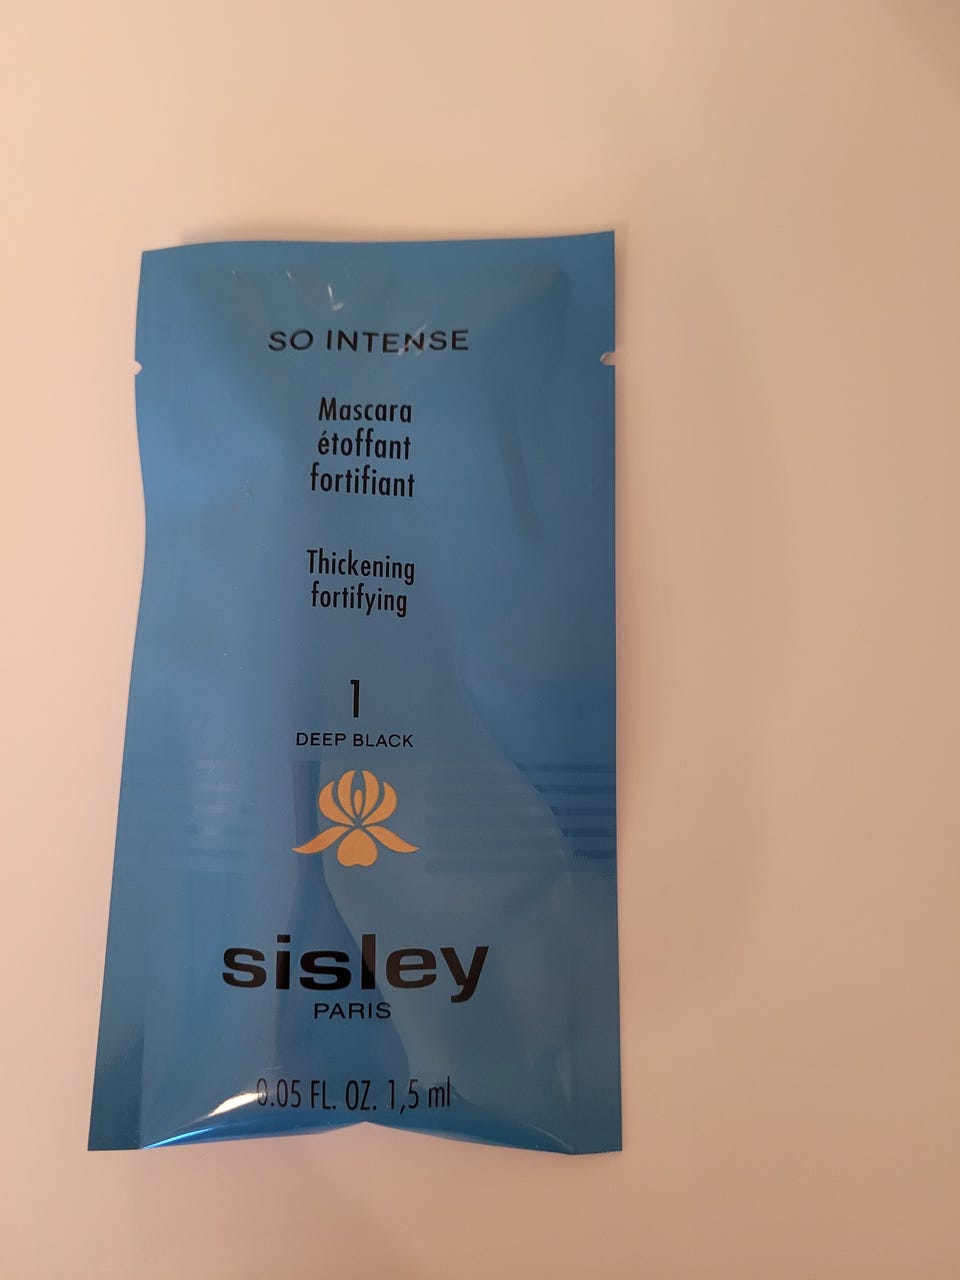 SO INTENSE
Mascara
étoffant
fortifiant
Thickening
fortifying
1
DEEP BLACK
sisley
PARIS
0.05 FL. OZ. 1,5 ml